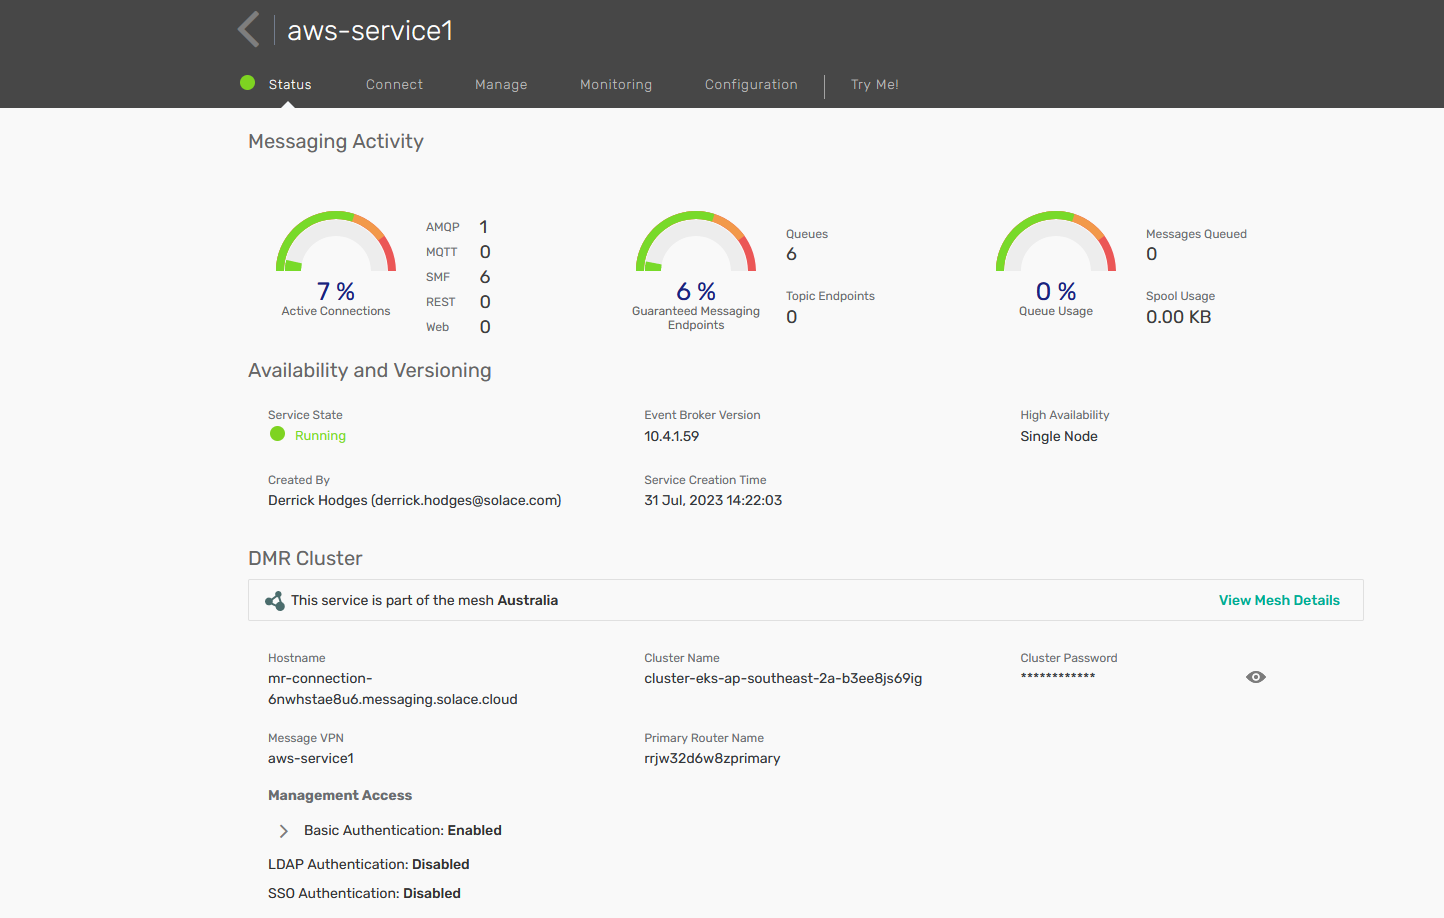 aws-service1
Status Connect Manage Monitoring Configuration Try Me!
Messaging Activity
7 %
Active Connections
AMQP 1
MQTT 0
SMF 6
REST 0
Web 0
6 %
Guaranteed Messaging
Endpoints
Queues
6
Topic Endpoints
0
0 %
Queue Usage
Messages Queued
0
Spool Usage
0.00 KB
Availability and Versioning
Service State
Running
Event Broker Version
10.4.1.59
High Availability
Single Node
Created By
Derrick Hodges (derrick.hodges@solace.com)
Service Creation Time
31 Jul, 2023 14:22:03
DMR Cluster
This service is part of the mesh Australia
View Mesh Details
Hostname
mr-connection-
6nwhstae8u6.messaging.solace.cloud
Cluster Name
cluster-eks-ap-southeast-2a-b3ee8js69ig
Cluster Password
************
Message VPN
aws-service1
Primary Router Name
rrjw32d6w8zprimary
Management Access
Basic Authentication: Enabled
LDAP Authentication: Disabled
SSO Authentication: Disabled